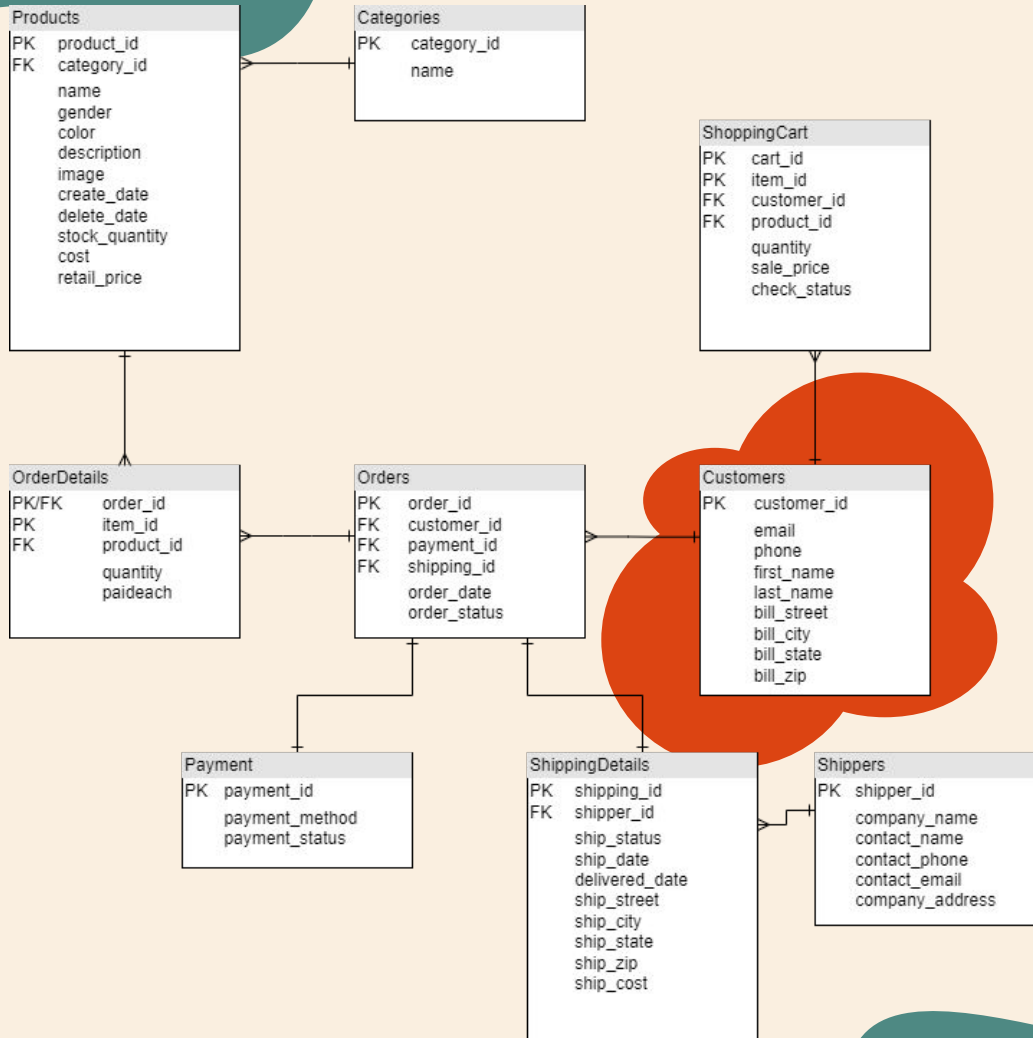 Products
PK product_id
FK category_id
name
gender
color
description
image
create_date
delete_date
stock_quantity
cost
retail_price
Categories
PK category_id
name
ShoppingCart
PK cart_id
PK item_id
FK customer_id
FK product_id
quantity
sale_price
check_status
OrderDetails
PK/FK order_id
PK item_id
FK product_id
quantity
paideach
Orders
PK order_id
FK customer_id
FK payment_id
FK shipping_id
order_date
order_status
Customers
PK customer_id
email
phone
first_name
last_name
bill_street
bill_city
bill_state
bill_zip
Payment
PK payment_id
payment_method
payment_status
ShippingDetails
PK shipping_id
FK shipper_id
ship_status
ship_date
delivered_date
ship_street
ship_city
ship_state
ship_zip
ship_cost
Shippers
PK shipper_id
company_name
contact_name
contact_phone
contact_email
company_address